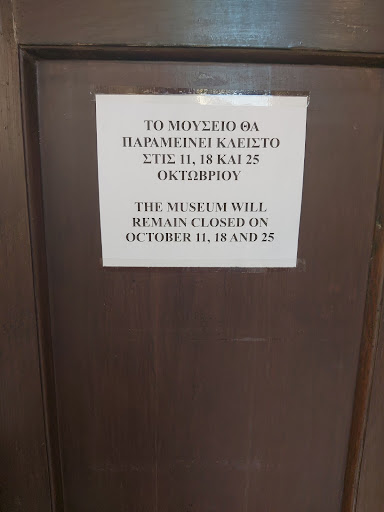 ΤΟ ΜΟΥΣΕΙΟ ΘΑ
ΠΑΡΑΜΕΙΝΕΙ ΚΛΕΙΣΤΟ
ΣΤΙΣ 11, 18 ΚΑΙ 25
ΟΚΤΩΒΡΙΟΥ
THE MUSEUM WILL
REMAIN CLOSED ON
OCTOBER 11, 18 AND 25